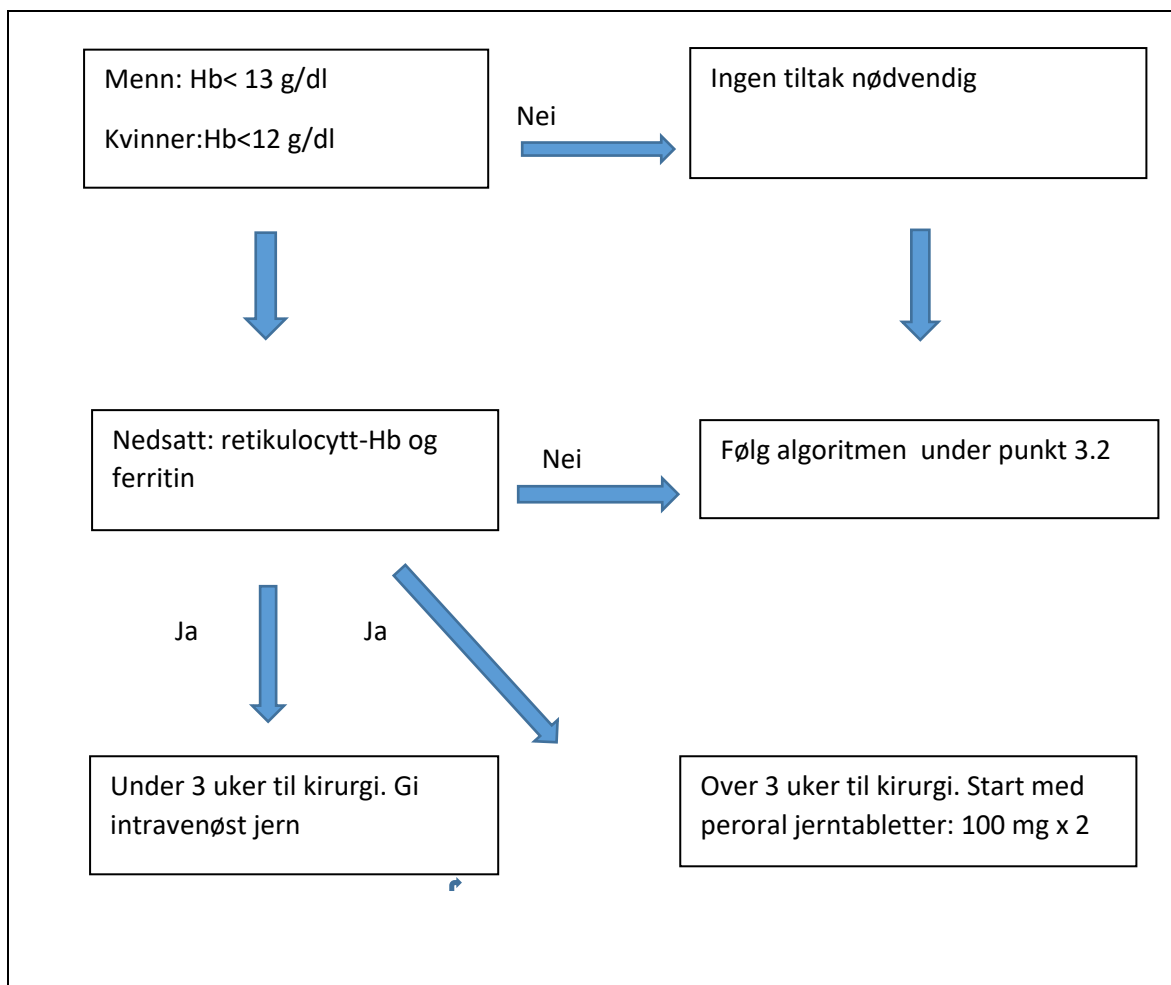 Menn: Hb< 13 g/dl
Kvinner:Hb<12 g/dl
Nei
Ingen tiltak nødvendig
Nedsatt: retikulocytt-Hb og
ferritin
Nei
Følg algoritmen  under punkt 3.2
Ja
Ja
Under 3 uker til kirurgi. Gi
intravenøst jern
Over 3 uker til kirurgi. Start med
peroral jerntabletter: 100 mg x 2